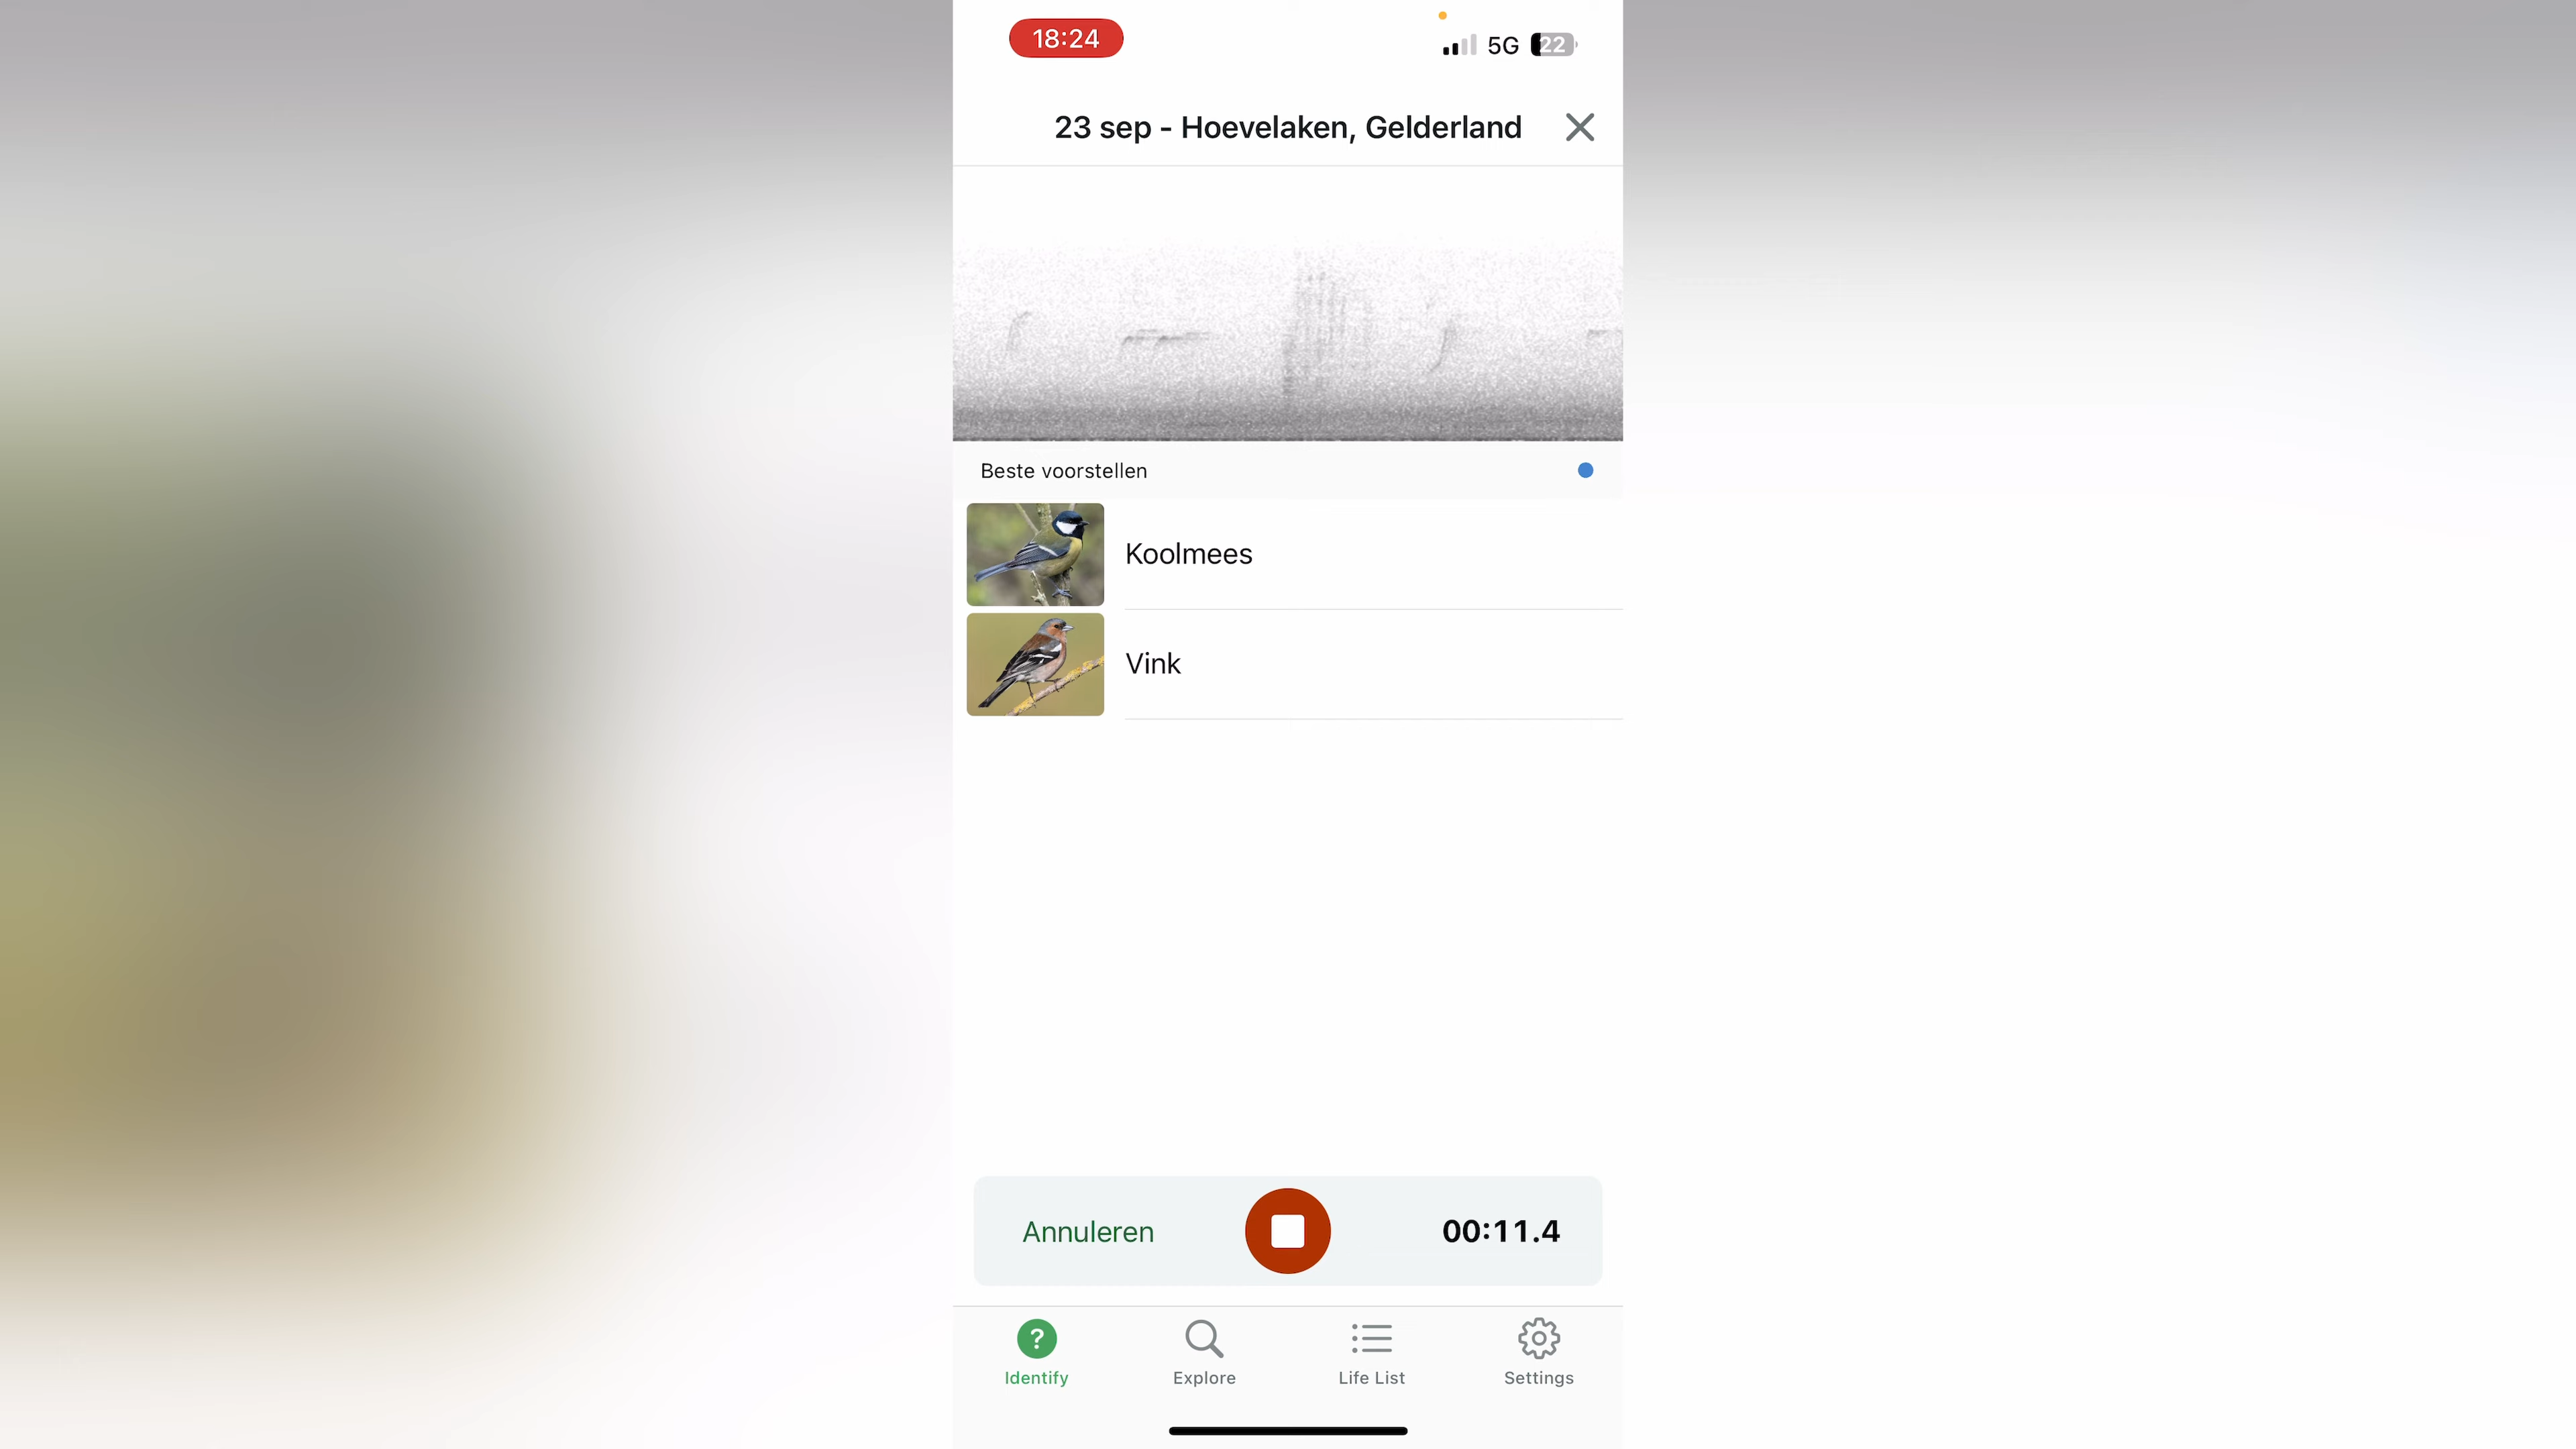 18:24
5G 22
23 sep - Hoevelaken, Gelderland
Beste voorstellen
Koolmees
Vink
Annuleren
00:11.4
?
Identify Explore Life List Settings